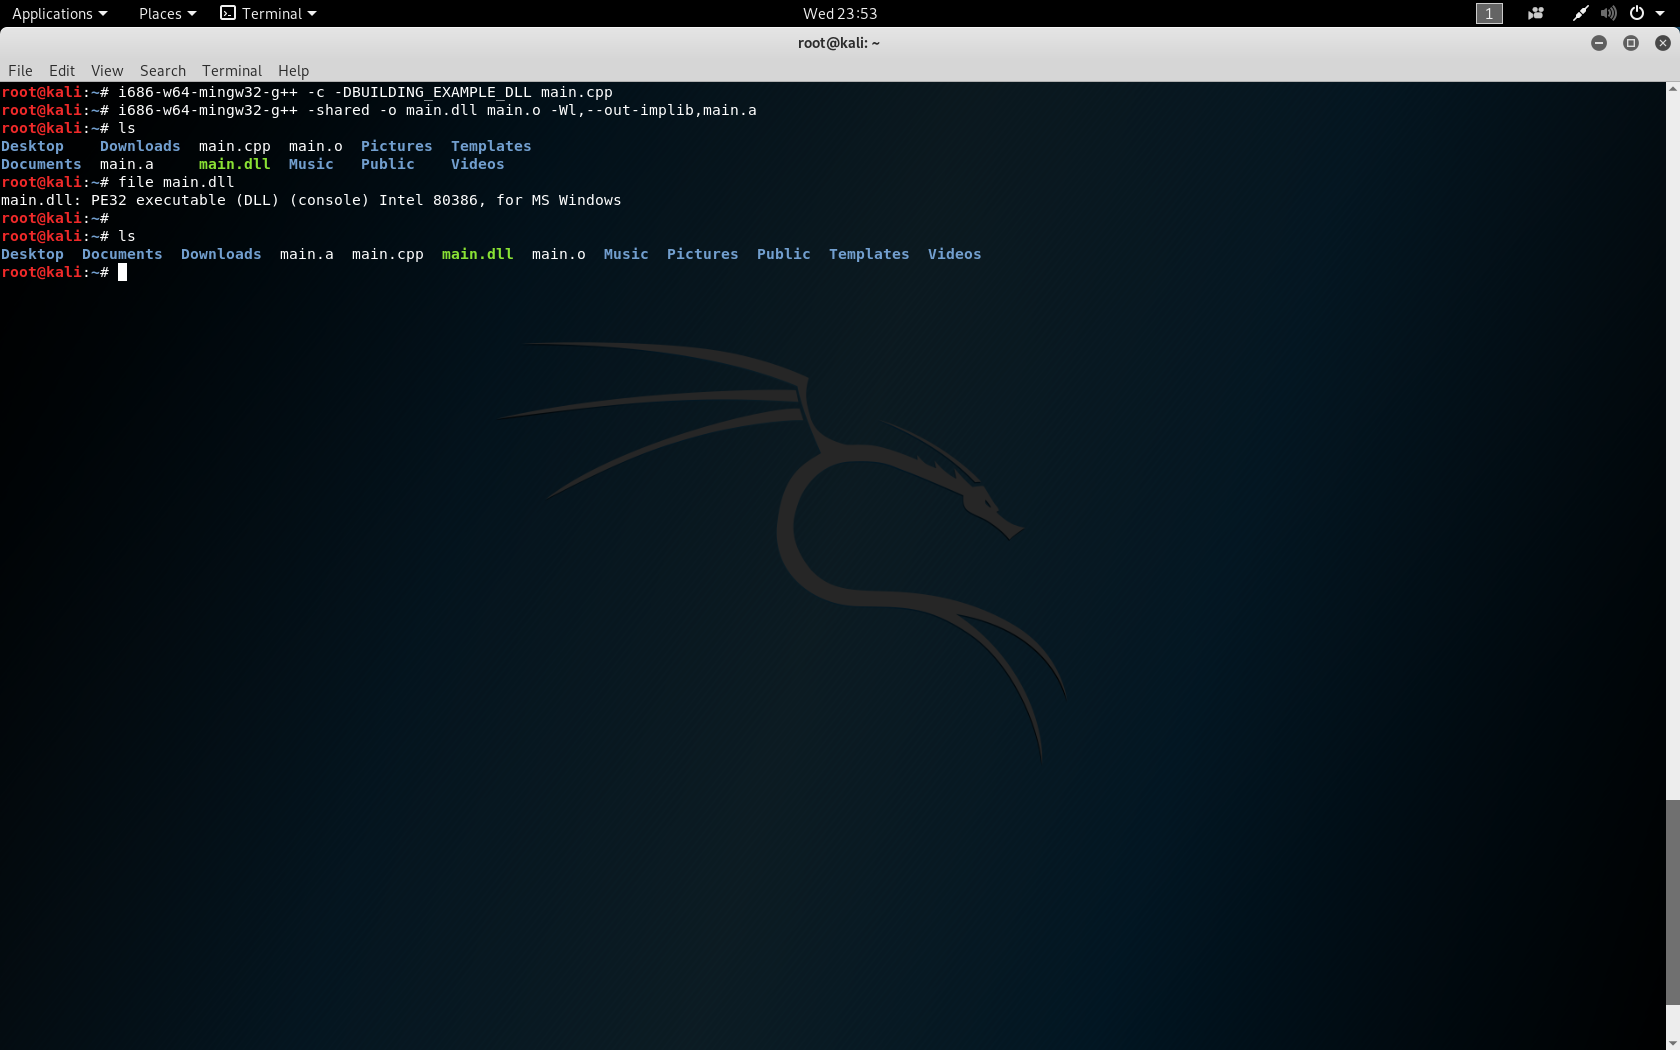 Applications Places Terminal Wed 23:53 1
root@kali: ~
File Edit View Search Terminal Help
root@kali:~# i686-w64-mingw32-g++ -c -DBUILDING_EXAMPLE_DLL main.cpp
root@kali:~# i686-w64-mingw32-g++ -shared -o main.dll main.o -Wl,--out-implib,main.a
root@kali:~# ls
Desktop    Downloads  main.cpp  main.o  Pictures  Templates
Documents  main.a     main.dll  Music   Public    Videos
root@kali:~# file main.dll
main.dll: PE32 executable (DLL) (console) Intel 80386, for MS Windows
root@kali:~#
root@kali:~# ls
Desktop  Documents  Downloads  main.a  main.cpp  main.dll  main.o  Music  Pictures  Public  Templates  Videos
root@kali:~#